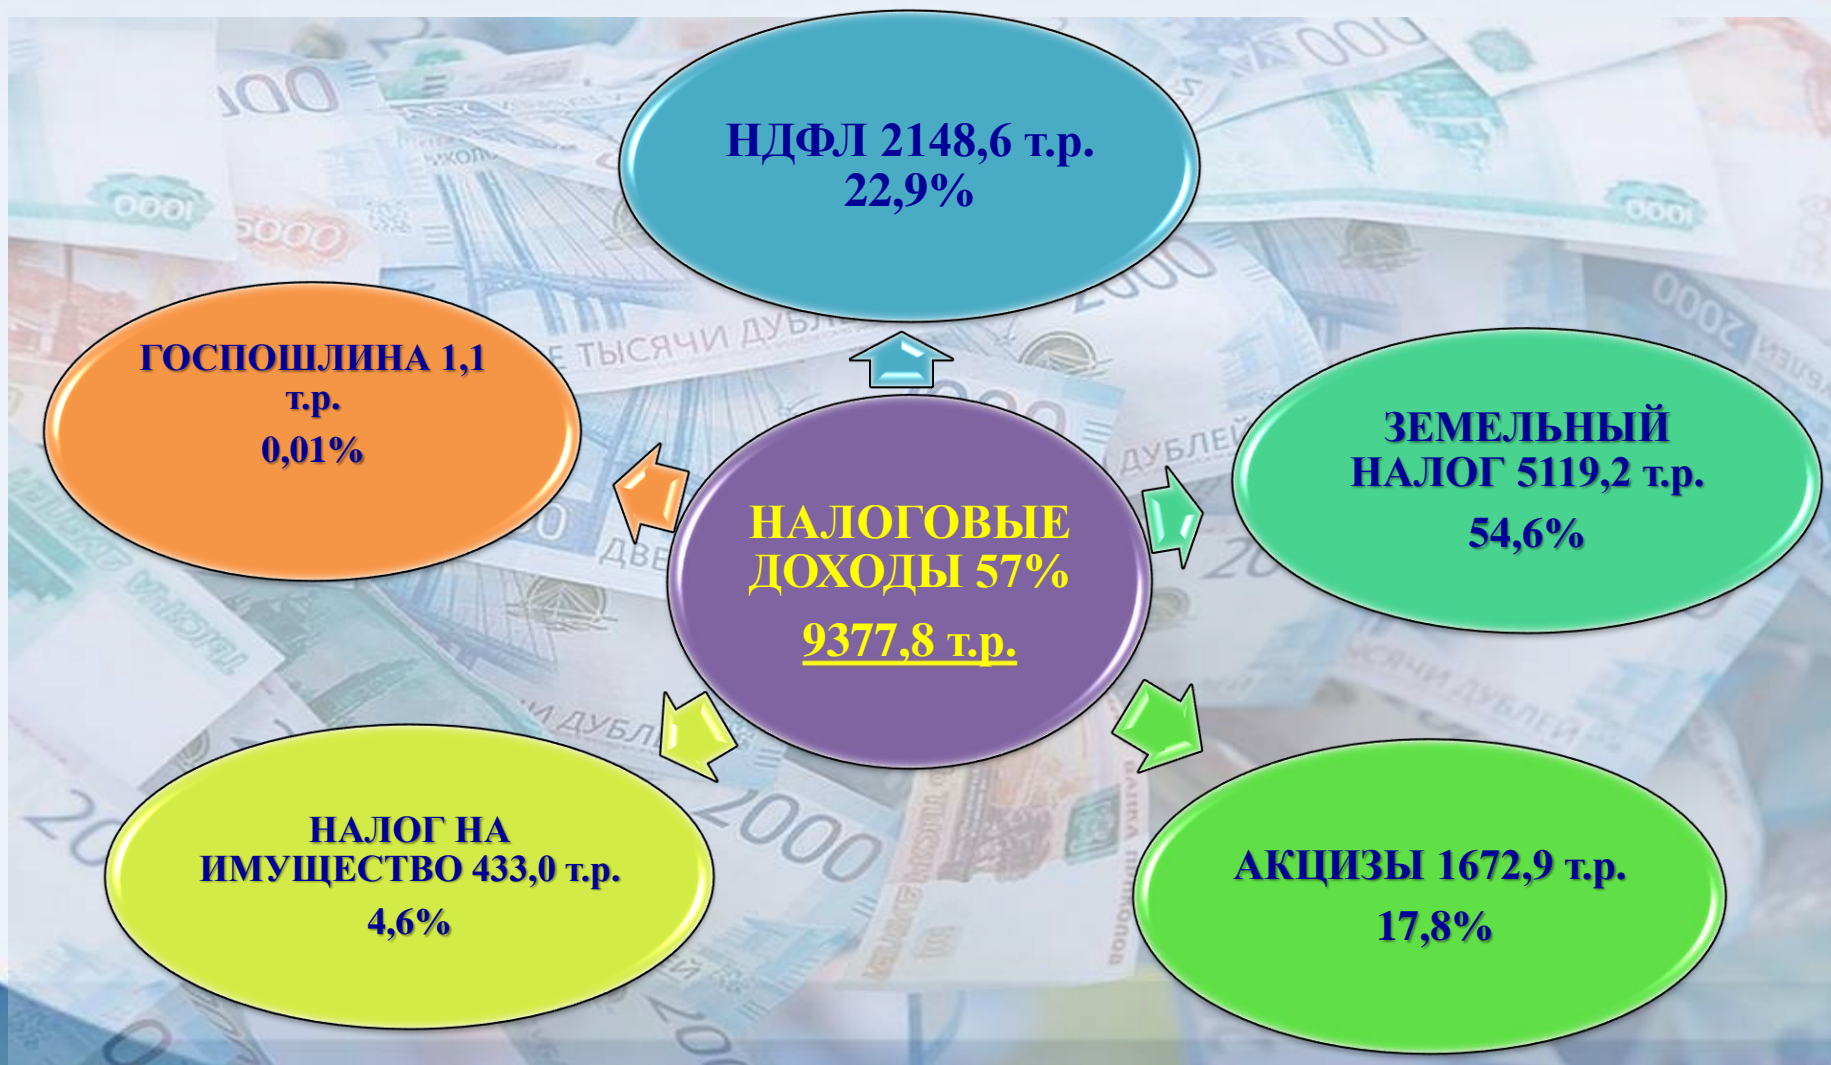 НДФЛ 2148,6 т.р.
22,9%
ГОСПОШЛИНА 1,1
т.р.
0,01%
ЗЕМЕЛЬНЫЙ
НАЛОГ 5119,2 т.р.
54,6%
НАЛОГОВЫЕ
ДОХОДЫ 57%
9377,8 т.р.
НАЛОГ НА
ИМУЩЕСТВО 433,0 т.р.
4,6%
АКЦИЗЫ 1672,9 т.р.
17,8%